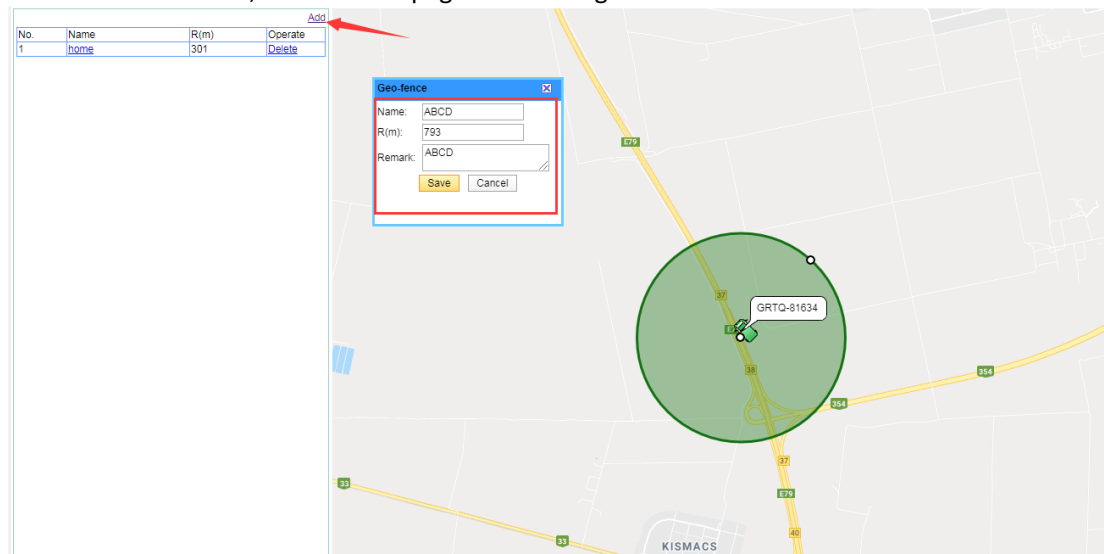 Add
No. Name R(m) Operate
1 home 301 Delete
Geo-fence
Name: ABCD
R(m): 793
Remark: ABCD
Save Cancel
E79
37
GRTQ-81634
38
354
354
37
33
E79
40
33
KISMACS